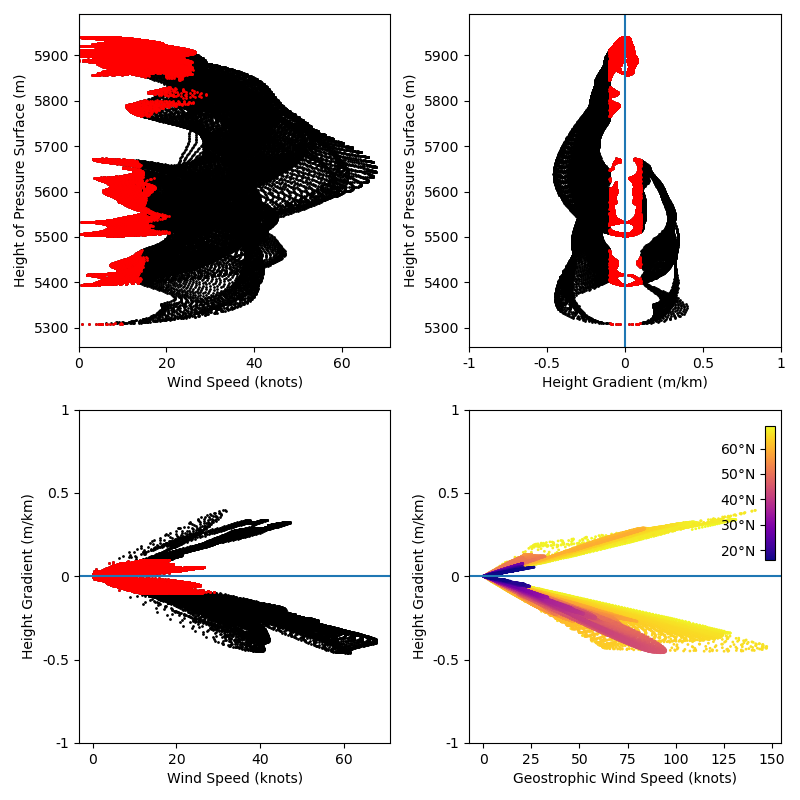 5900
5800
5700
5600
5500
5400
5300
Height of Pressure Surface (m)
0 20 40 60
Wind Speed (knots)
5900
5800
5700
5600
5500
5400
5300
Height of Pressure Surface (m)
-1 -0.5 0 0.5 1
Height Gradient (m/km)
1
0.5
0
-0.5
-1
Height Gradient (m/km)
0 20 40 60
Wind Speed (knots)
1
0.5
0
-0.5
-1
Height Gradient (m/km)
60°N
50°N
40°N
30°N
20°N
0 25 50 75 100 125 150
Geostrophic Wind Speed (knots)